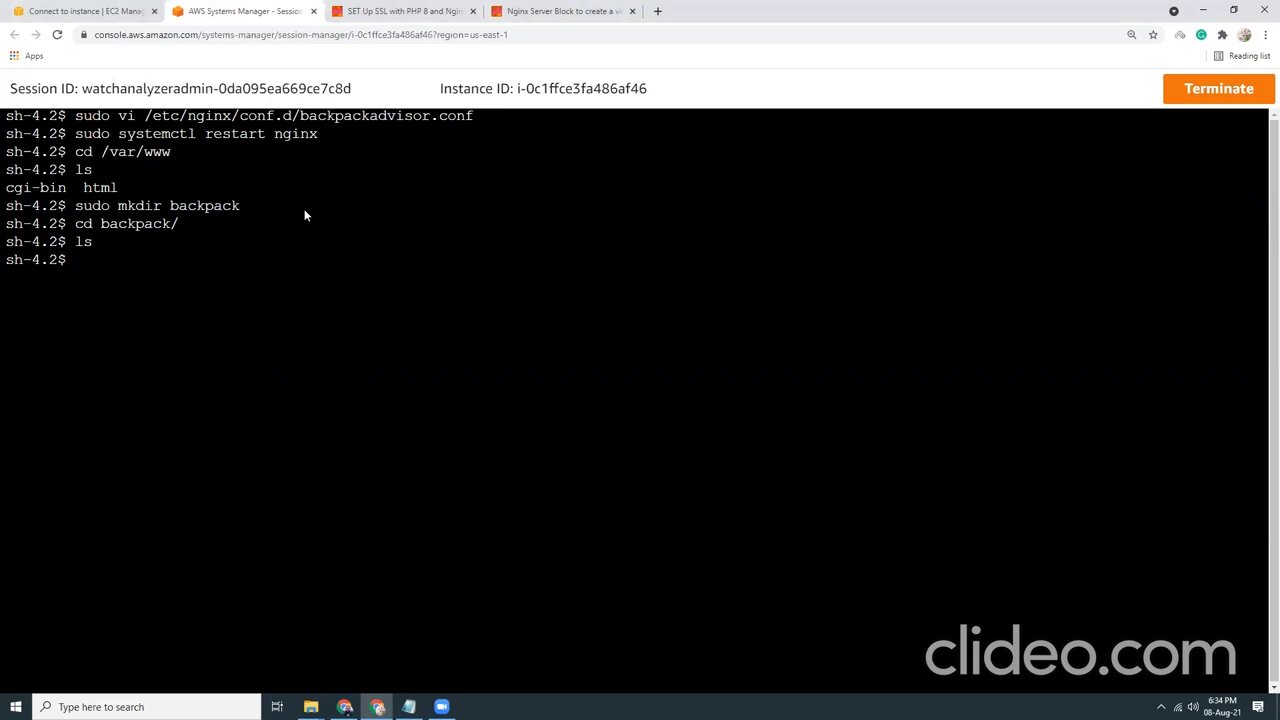 Connect to instance | EC2 Manag
AWS Systems Manager - Session
SET Up SSL with PHP 8 and Nginx
Nginx Server Block to create a vi
console.aws.amazon.com/systems-manager/session-manager/i-0c1ffce3fa486af46?region=us-east-1
Apps
Reading list
Session ID: watchanalyzeradmin-0da095ea669ce7c8d
Instance ID: i-0c1ffce3fa486af46
Terminate
sh-4.2$ sudo vi /etc/nginx/conf.d/backpackadvisor.conf
sh-4.2$ sudo systemctl restart nginx
sh-4.2$ cd /var/www
sh-4.2$ ls
cgi-bin  html
sh-4.2$ sudo mkdir backpack
sh-4.2$ cd backpack/
sh-4.2$ ls
sh-4.2$
clideo.com
Type here to search
6:34 PM
08-Aug-21